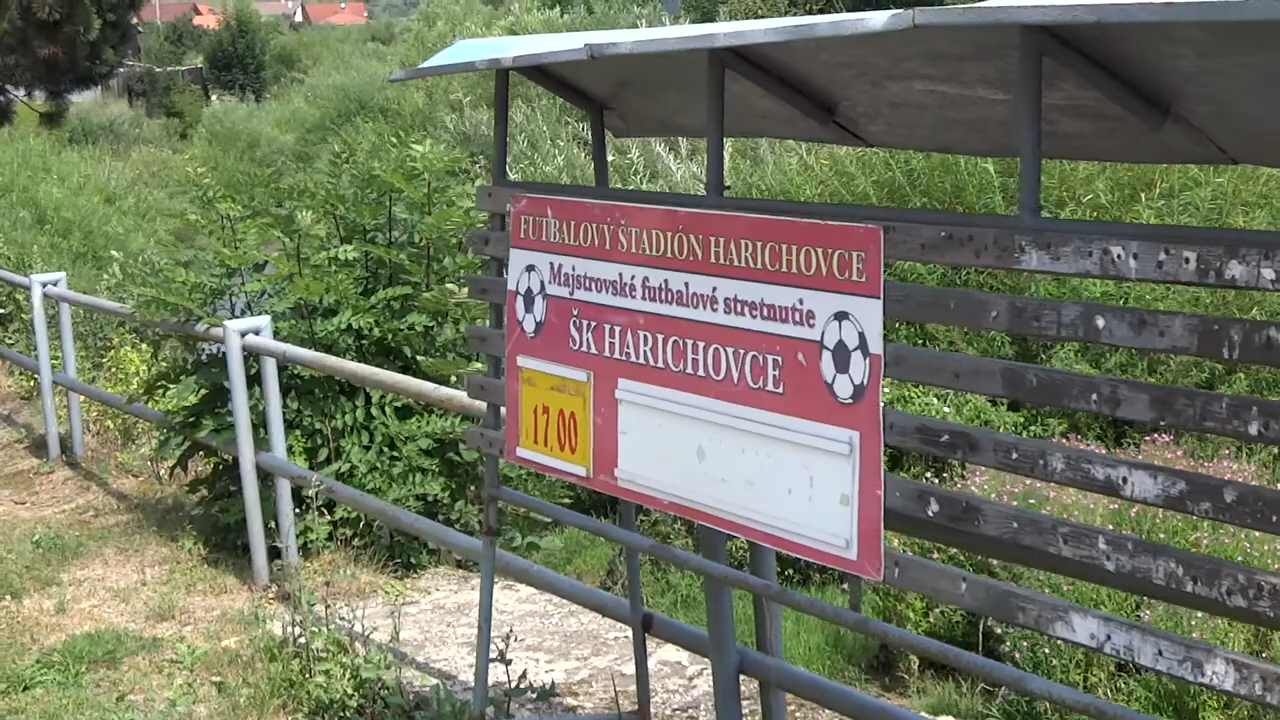 FUTBALOVÝ ŠTADIÓN HARICHOVCE
Majstrovské futbalové stretnutie
ŠK HARICHOVCE
17,00